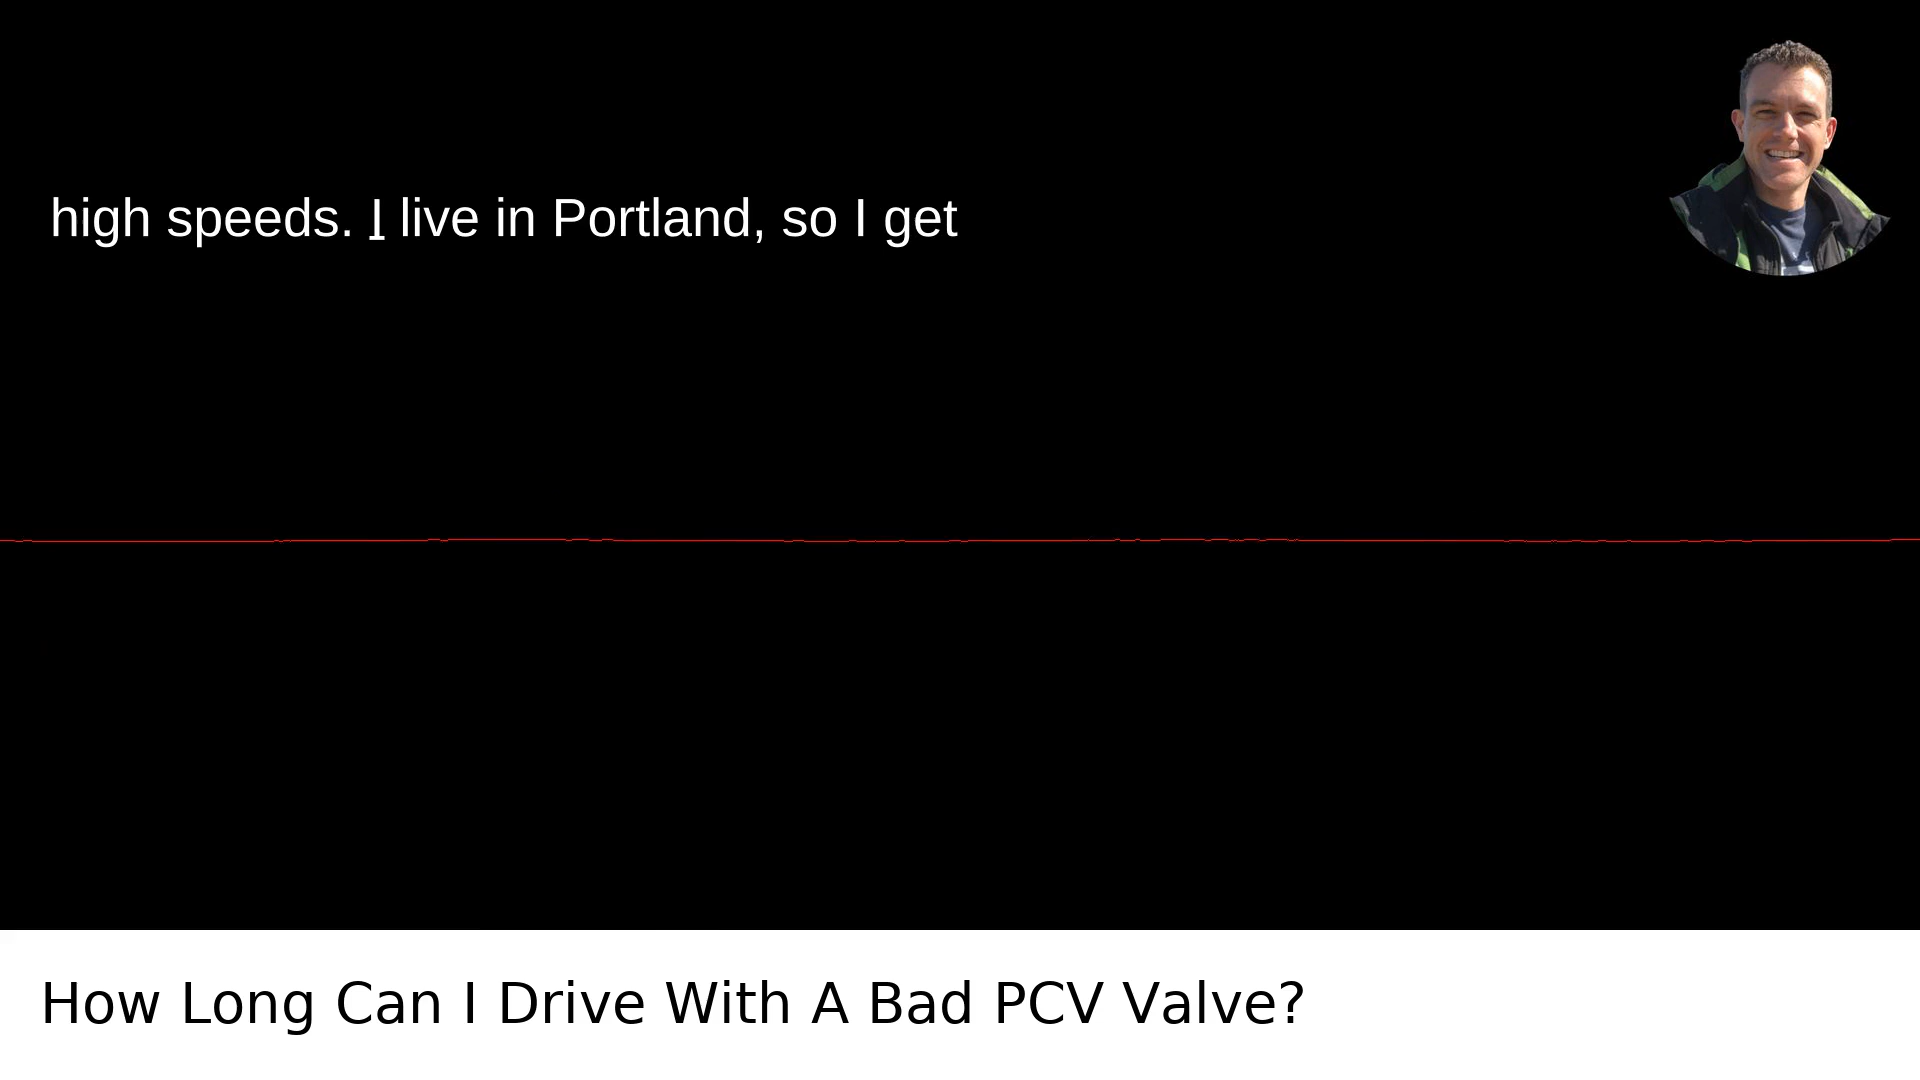 high speeds. I live in Portland, so I get
How Long Can I Drive With A Bad PCV Valve?